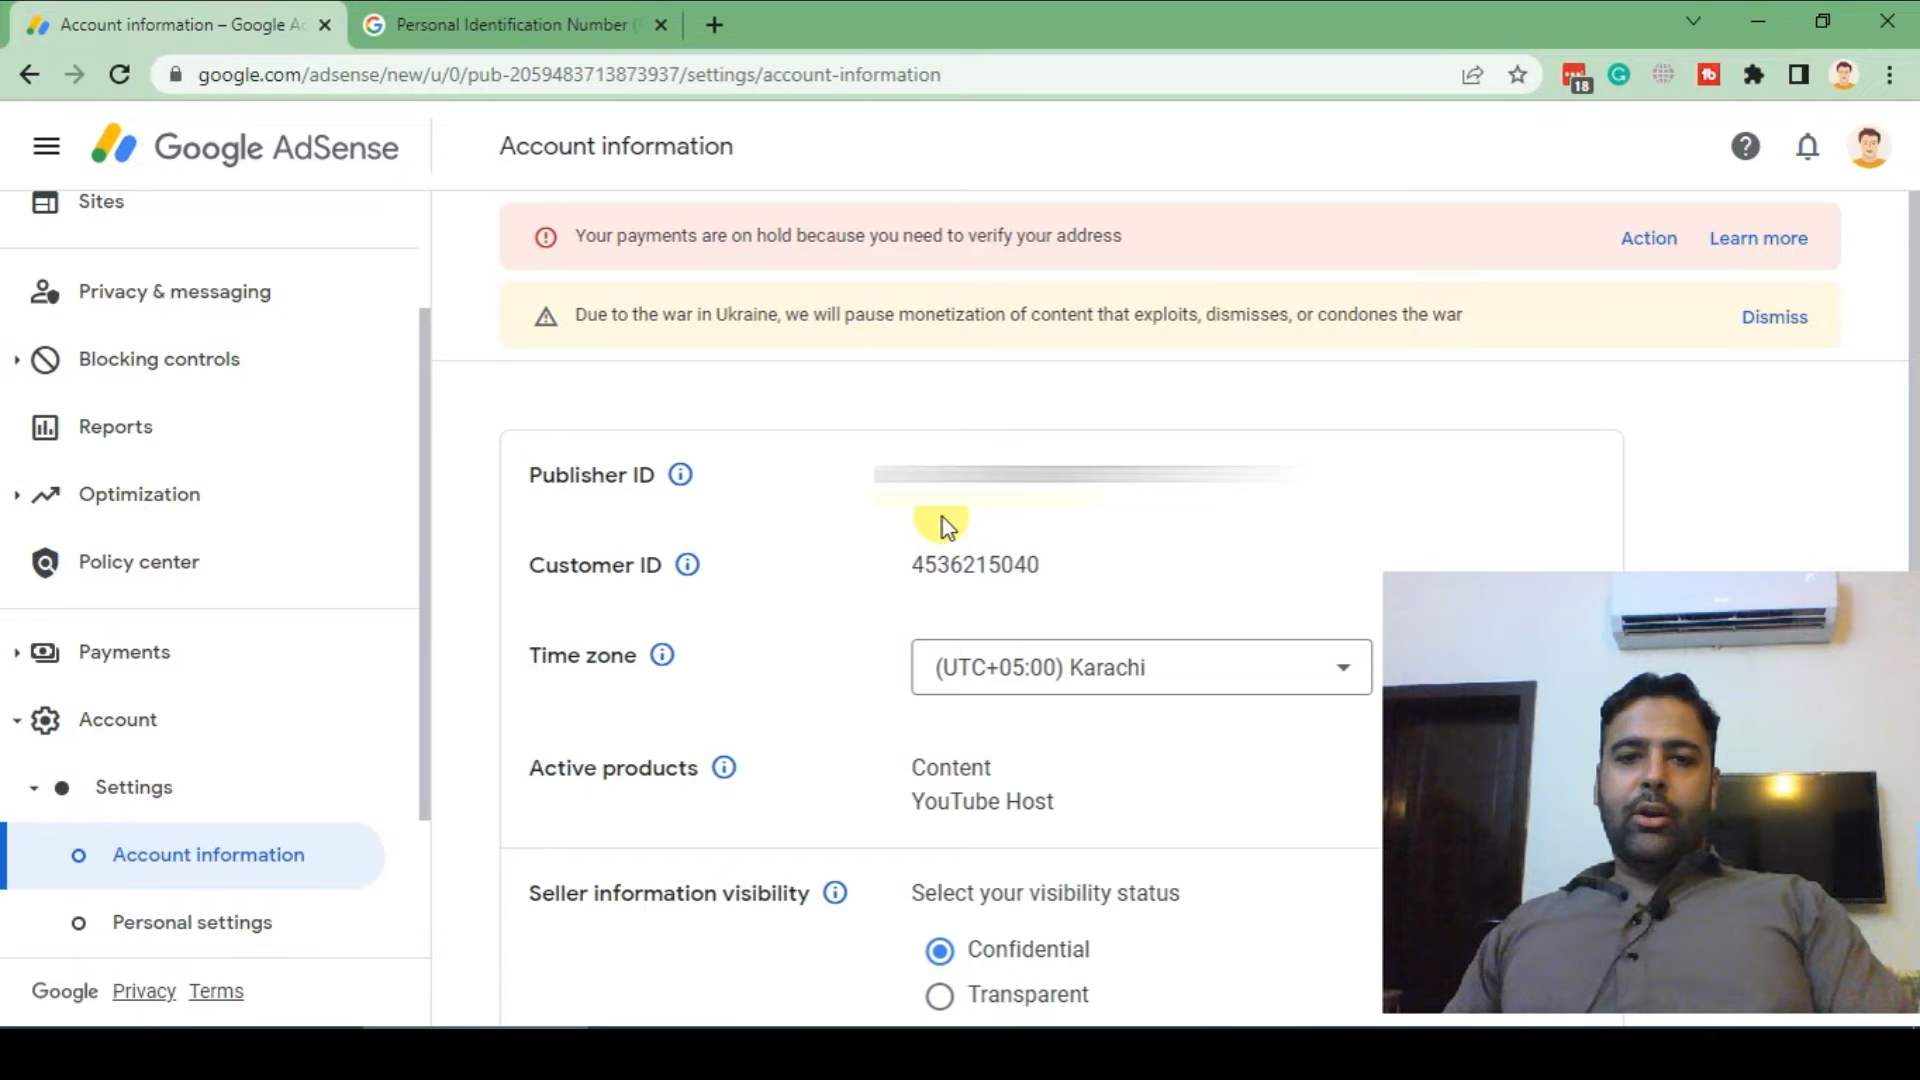 Account information – Google Ad
Personal Identification Number (
google.com/adsense/new/u/0/pub-2059483713873937/settings/account-information
18
Google AdSense
Account information
Sites
Your payments are on hold because you need to verify your address
Action
Learn more
Due to the war in Ukraine, we will pause monetization of content that exploits, dismisses, or condones the war
Dismiss
Privacy & messaging
Blocking controls
Reports
Optimization
Policy center
Payments
Account
Settings
Account information
Personal settings
Google Privacy Terms
Publisher ID
Customer ID
4536215040
Time zone
(UTC+05:00) Karachi
Active products
Content
YouTube Host
Seller information visibility
Select your visibility status
Confidential
Transparent